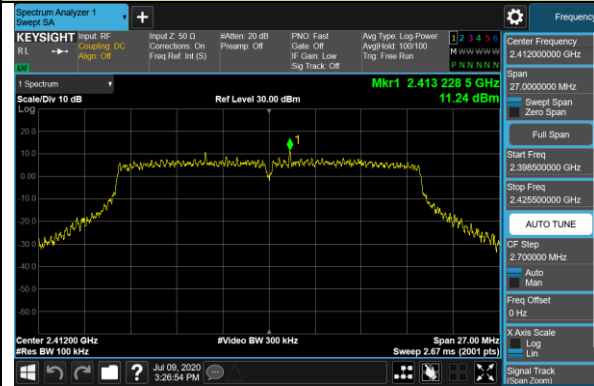 Spectrum Analyzer 1
Swept SA
Frequency
KEYSIGHT
RL
LXI
Input: RF
Coupling: DC
Align: Off
Input Z: 50 Ω
Corrections: On
Freq Ref: Int (S)
#Atten: 20 dB
Preamp: Off
PNO: Fast
Gate: Off
IF Gain: Low
Sig Track: Off
Avg Type: Log-Power
Avg|Hold: 100/100
Trig: Free Run
1 2 3 4 5 6
M W W W W W
P N N N N N
1 Spectrum
Scale/Div 10 dB
Log
Ref Level 30.00 dBm
Mkr1 2.413 228 5 GHz
11.24 dBm
1
20.0
10.0
0.00
-10.0
-20.0
-30.0
-40.0
-50.0
-60.0
Center 2.41200 GHz
#Res BW 100 kHz
#Video BW 300 kHz
Span 27.00 MHz
Sweep 2.67 ms (2001 pts)
Jul 09, 2020
3:26:54 PM
Center Frequency
2.412000000 GHz
Span
27.0000000 MHz
Swept Span
Zero Span
Full Span
Start Freq
2.398500000 GHz
Stop Freq
2.425500000 GHz
AUTO TUNE
CF Step
2.700000 MHz
Auto
Man
Freq Offset
0 Hz
X Axis Scale
Log
Lin
Signal Track
(Span Zoom)